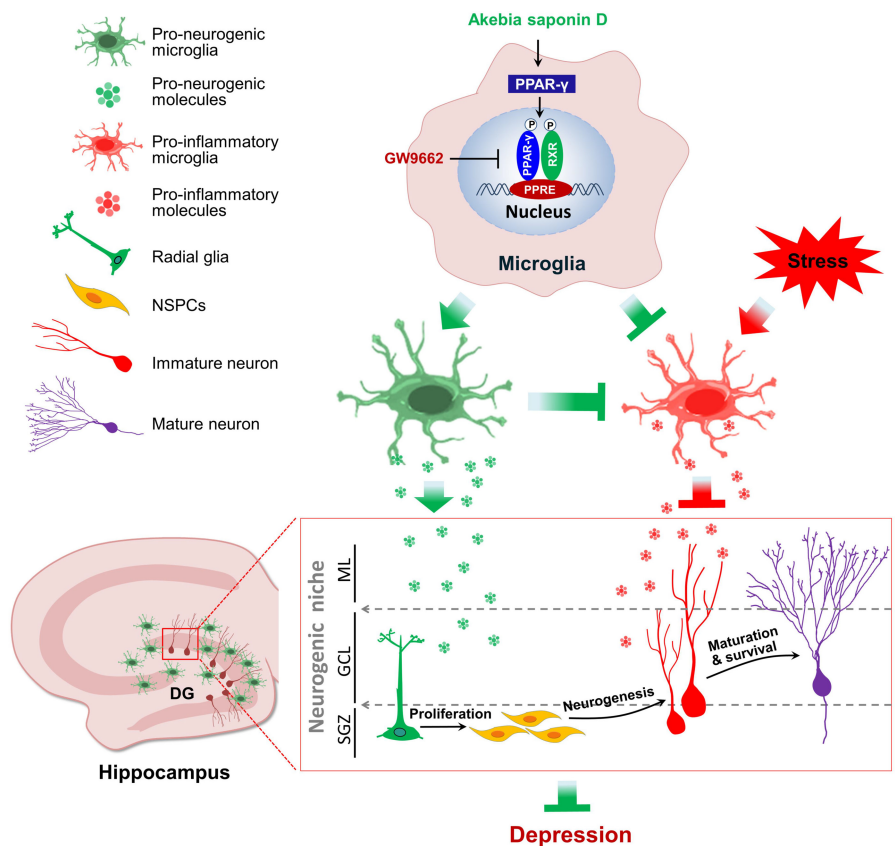 Pro-neurogenic
microglia
Pro-neurogenic
molecules
Pro-inflammatory
microglia
Pro-inflammatory
molecules
Radial glia
NSPCs
Immature neuron
Mature neuron
Akebia saponin D
PPAR-γ
P
P
PPAR-γ
RXR
GW9662
PPRE
Nucleus
Microglia
Stress
Neurogenic niche
ML
GCL
SGZ
DG
Hippocampus
Proliferation
Neurogenesis
Maturation
& survival
Depression